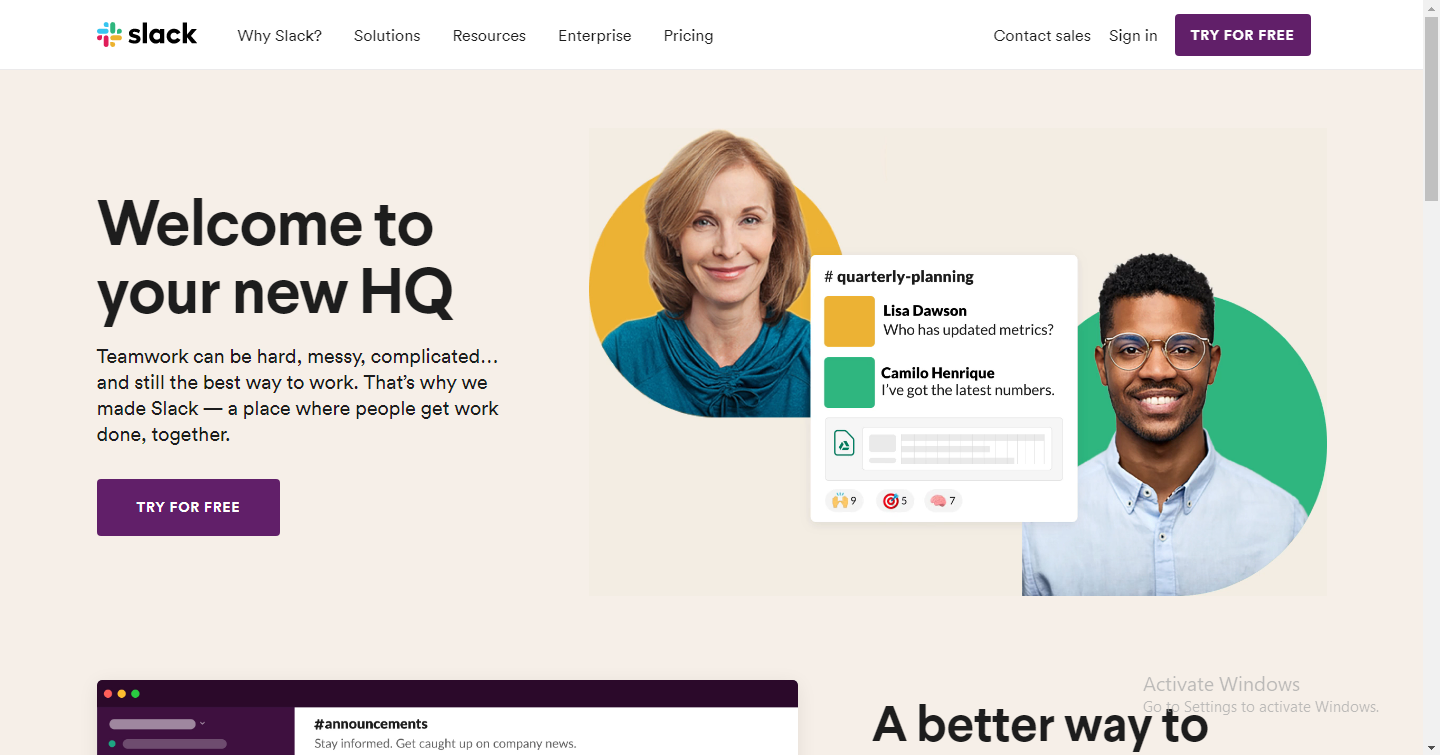 slack
Why Slack?
Solutions
Resources
Enterprise
Pricing
Contact sales
Sign in
TRY FOR FREE
Welcome to
your new HQ
Teamwork can be hard, messy, complicated…
and still the best way to work. That’s why we
made Slack — a place where people get work
done, together.
TRY FOR FREE
# quarterly-planning
Lisa Dawson
Who has updated metrics?
Camilo Henrique
I’ve got the latest numbers.
9
5
7
#announcements
Stay informed. Get caught up on company news.
A better way to
Activate Windows
Go to Settings to activate Windows.